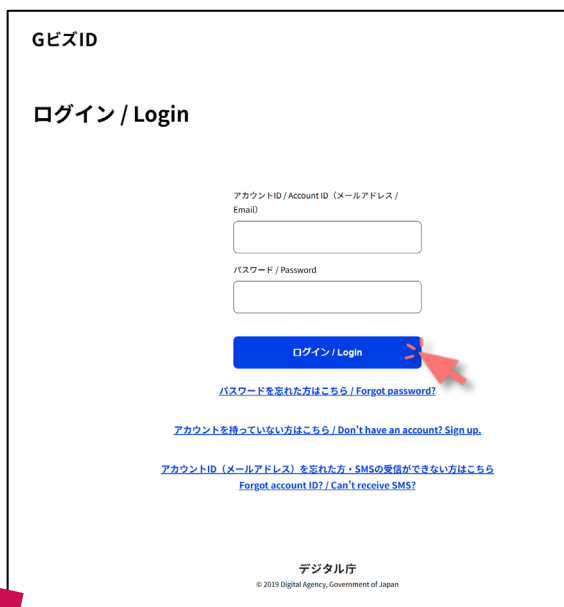 GビズID
ログイン / Login
アカウントID / Account ID（メールアドレス /
Email）
パスワード / Password
ログイン / Login
パスワードを忘れた方はこちら / Forgot password?
アカウントを持っていない方はこちら / Don't have an account? Sign up.
アカウントID（メールアドレス）を忘れた方・SMSの受信ができない方はこちら
Forgot account ID? / Can't receive SMS?
デジタル庁
© 2019 Digital Agency, Government of Japan